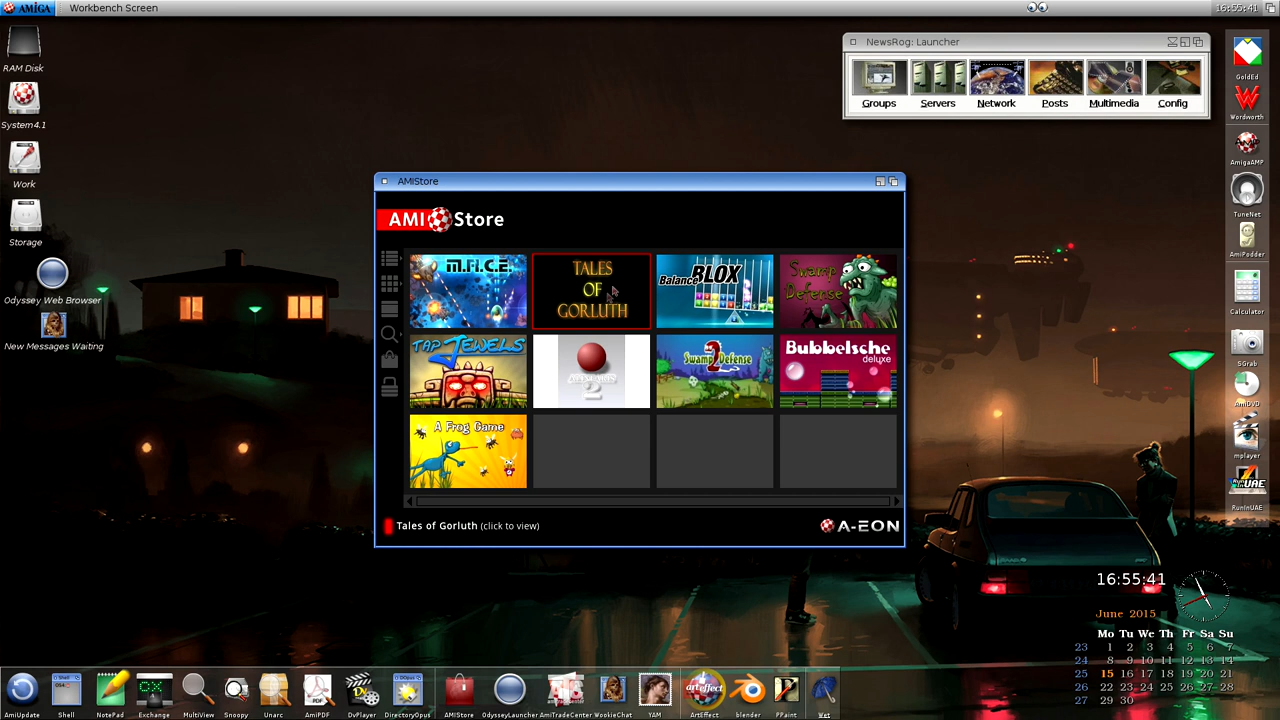 AMIGA Workbench Screen 16:55:41
RAM Disk
System4.1
Work
Storage
Odyssey Web Browser
New Messages Waiting
NewsRog: Launcher
Groups Servers Network Posts Multimedia Config
AMIStore
AMI Store
M.A.C.E.
TALES
OF
GORLUTH
Balance BLOX
Swamp
Defense
TAP JEWELS
2
Swamp Defense
2
Bubbelsche
deluxe
A Frog Game
Tales of Gorluth (click to view)
A-EON
GoldEd
Wordworth
AmigaAMP
TuneNet
AmiPodder
Calculator
SGrab
AmiDVD
mplayer
RunInUAE
16:55:41
June 2015
Mo Tu We Th Fr Sa Su
23 1 2 3 4 5 6 7
24 8 9 10 11 12 13 14
25 15 16 17 18 19 20 21
26 22 23 24 25 26 27 28
27 29 30
AmiUpdate Shell NotePad Exchange MultiView Snoopy Unarc AmiPDF DvPlayer DirectoryOpus AMIStore OdysseyLauncher AmiTradeCenter WookieChat YAM ArtEffect blender PPaint Wet